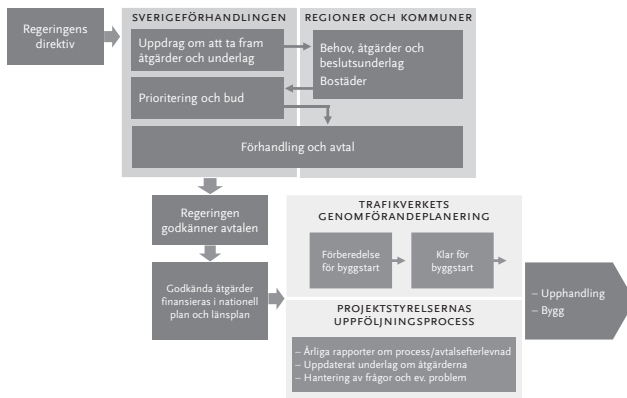 Regeringens
direktiv
SVERIGEFÖRHANDLINGEN
REGIONER OCH KOMMUNER
Uppdrag om att ta fram
åtgärder och underlag
Behov, åtgärder och
beslutsunderlag
Bostäder
Prioritering och bud
Förhandling och avtal
Regeringen
godkänner avtalen
Godkända åtgärder
finansieras i nationell
plan och länsplan
TRAFIKVERKETS
GENOMFÖRANDEPLANERING
Förberedelse
för byggstart
Klar för
byggstart
PROJEKTSTYRELSERNAS
UPPFÖLJNINGSPROCESS
– Årliga rapporter om process/avtalsefterlevnad
– Uppdaterat underlag om åtgärderna
– Hantering av frågor och ev. problem
– Upphandling
– Bygg